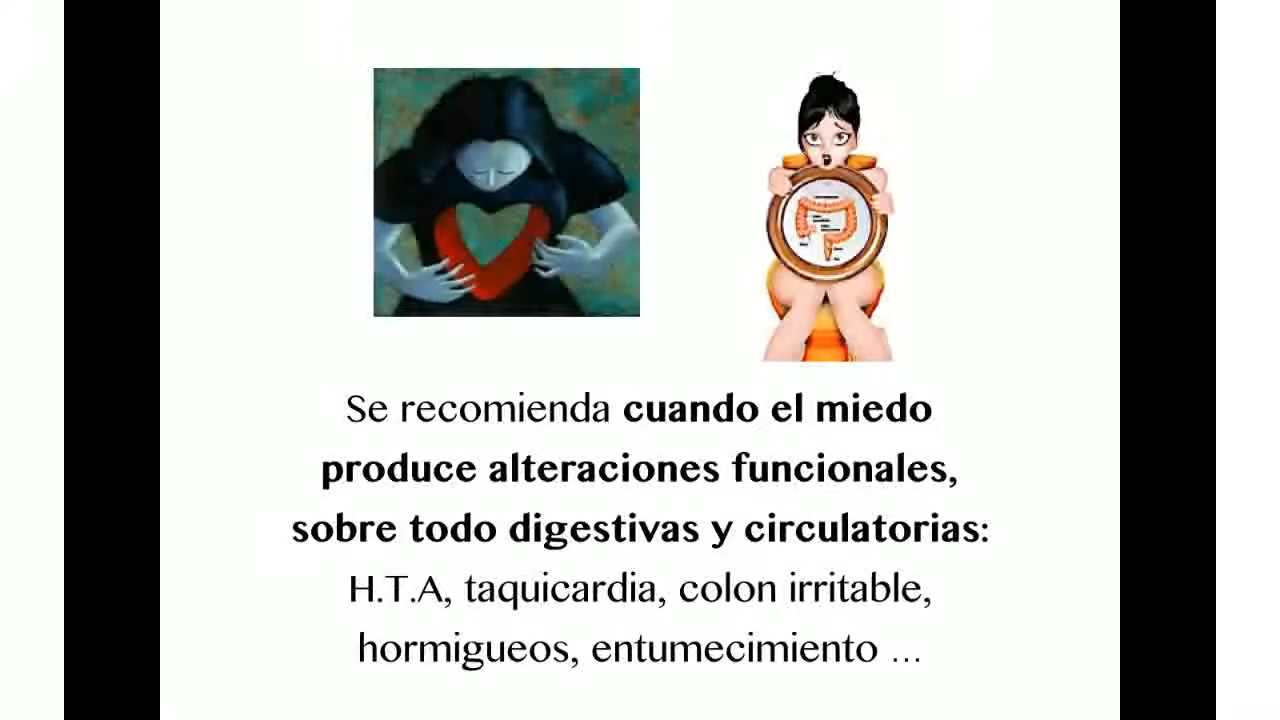 Se recomienda cuando el miedo
produce alteraciones funcionales,
sobre todo digestivas y circulatorias:
H.T.A, taquicardia, colon irritable,
hormigueos, entumecimiento ...